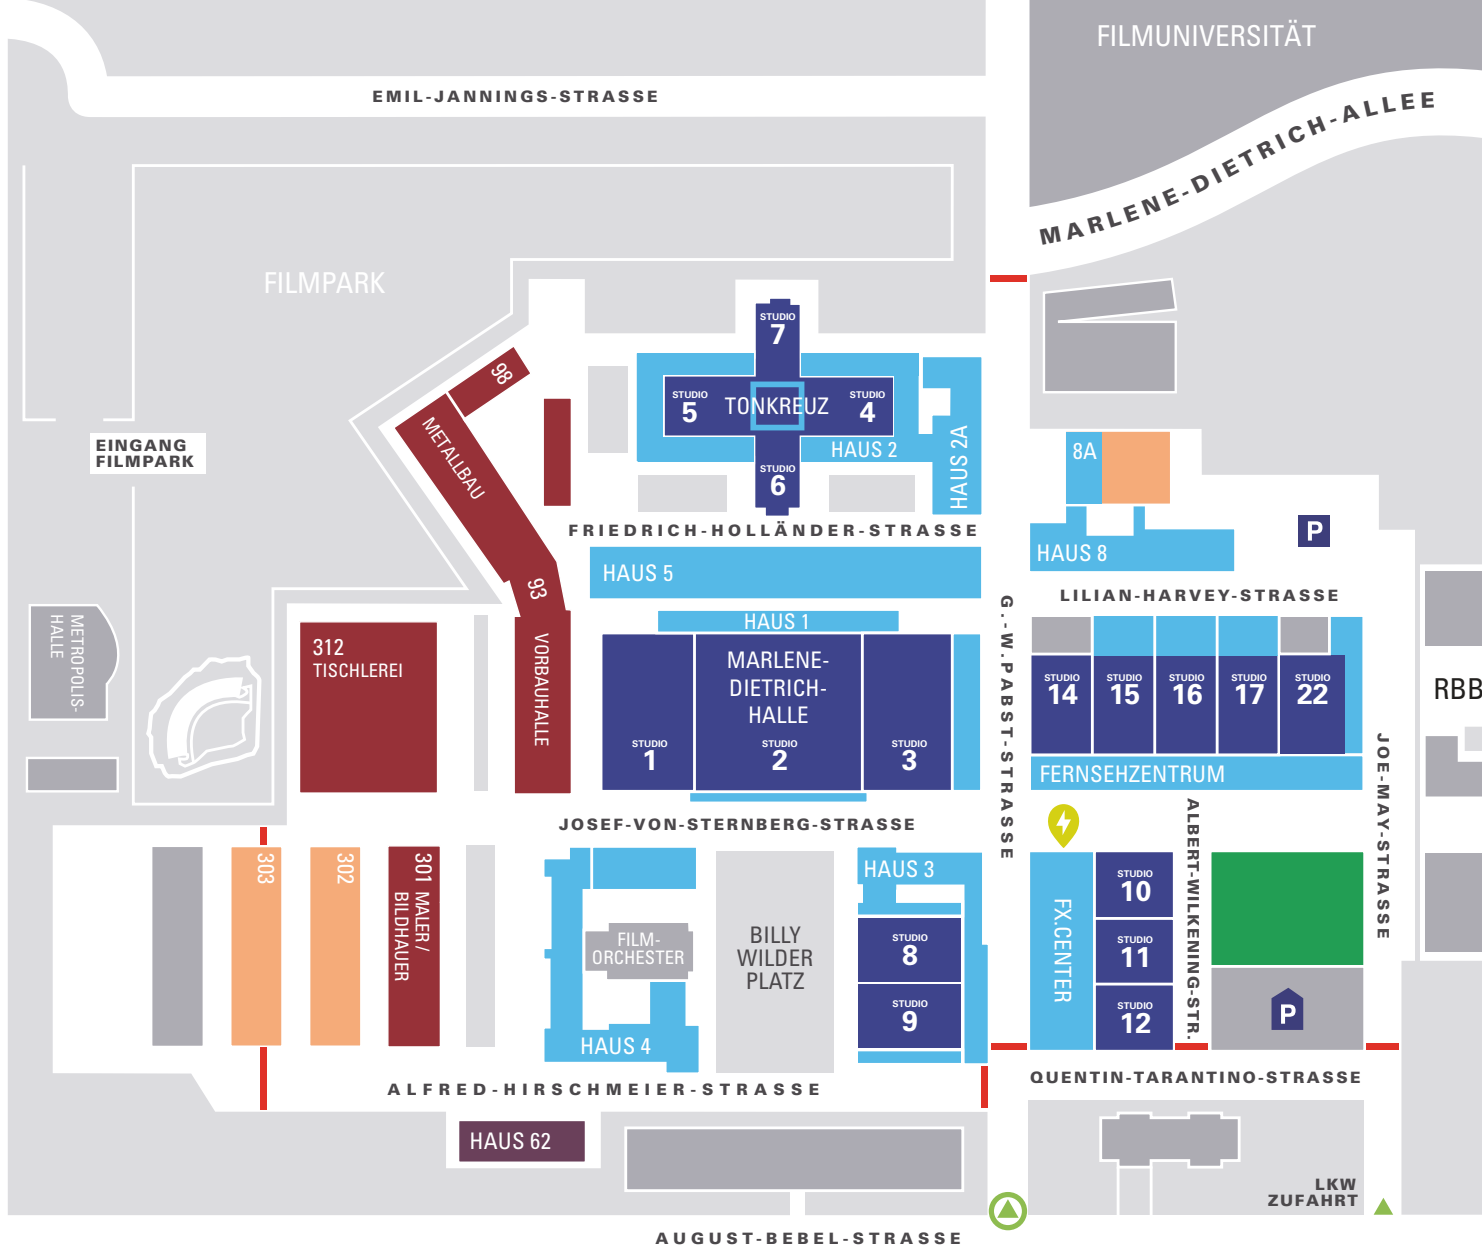 FILMUNIVERSITÄT
EMIL-JANNINGS-STRASSE
MARLENE-DIETRICH-ALLEE
FILMPARK
EINGANG
FILMPARK
98
METALLBAU
93
VORBAUHALLE
STUDIO
7
STUDIO
5
TONKREUZ
STUDIO
4
HAUS 2
STUDIO
6
HAUS 2A
FRIEDRICH-HOLLÄNDER-STRASSE
8A
P
HAUS 8
HAUS 5
LILIAN-HARVEY-STRASSE
HAUS 1
G.-W.PABST-STRASSE
METROPOLIS-
HALLE
312
TISCHLEREI
MARLENE-
DIETRICH-
HALLE
STUDIO
1
STUDIO
2
STUDIO
3
STUDIO
14
STUDIO
15
STUDIO
16
STUDIO
17
STUDIO
22
RBB
FERNSEHZENTRUM
JOE-MAY-STRASSE
JOSEF-VON-STERNBERG-STRASSE
ALBERT-WILKENING-STR.
303
302
301 MALER /
BILDHAUER
FILM-
ORCHESTER
HAUS 4
BILLY
WILDER
PLATZ
HAUS 3
STUDIO
8
STUDIO
9
FX.CENTER
STUDIO
10
STUDIO
11
STUDIO
12
P
ALFRED-HIRSCHMEIER-STRASSE
QUENTIN-TARANTINO-STRASSE
HAUS 62
LKW
ZUFAHRT
AUGUST-BEBEL-STRASSE